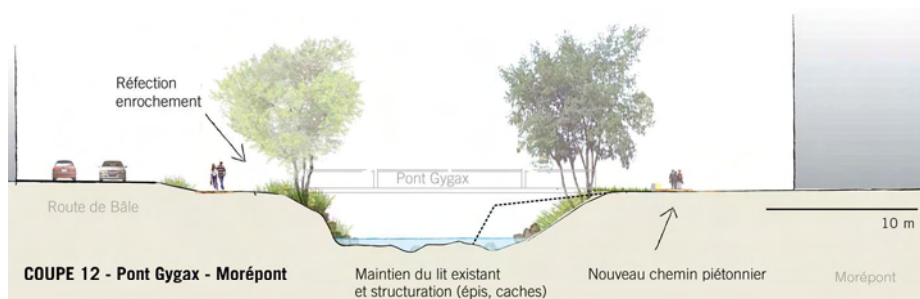 Réfection
enrochement
Pont Gygax
Route de Bâle
10 m
COUPE 12 - Pont Gygax - Morépont
Maintien du lit existant
et structuration (épis, caches)
Nouveau chemin piétonnier
Morépont